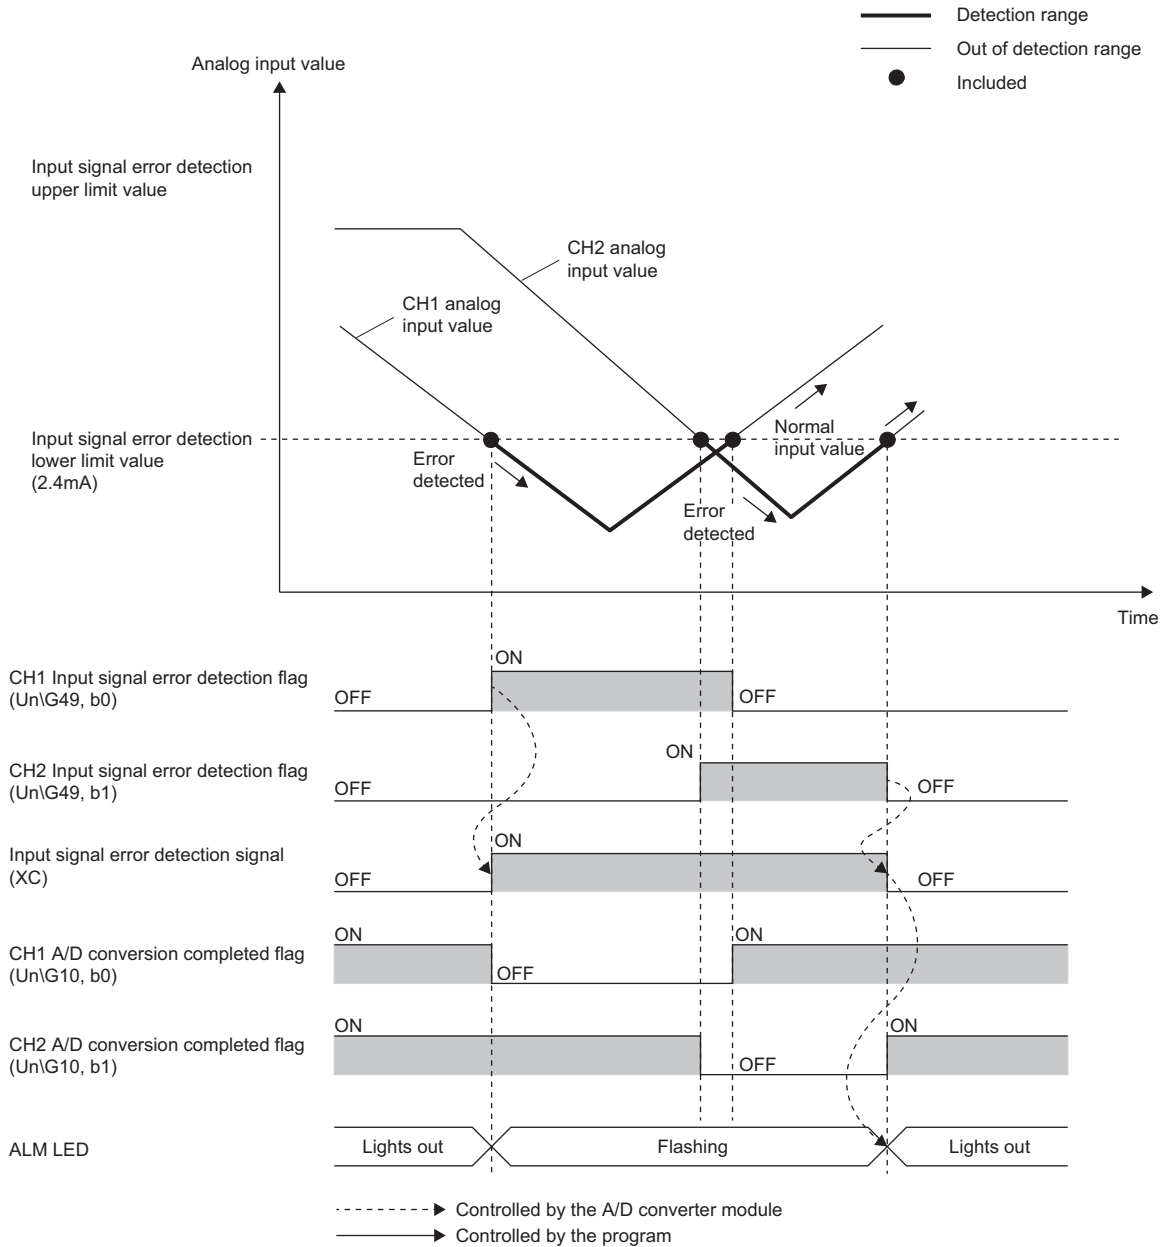 Detection range
Out of detection range
Included
Analog input value
Input signal error detection
upper limit value
CH2 analog
input value
CH1 analog
input value
Input signal error detection
lower limit value
(2.4mA)
Error
detected
Normal
input value
Error
detected
Time
CH1 Input signal error detection flag
(Un\G49, b0)
OFF
ON
OFF
CH2 Input signal error detection flag
(Un\G49, b1)
OFF
ON
OFF
Input signal error detection signal
(XC)
OFF
ON
OFF
CH1 A/D conversion completed flag
(Un\G10, b0)
ON
OFF
ON
CH2 A/D conversion completed flag
(Un\G10, b1)
ON
OFF
ON
ALM LED
Lights out
Flashing
Lights out
Controlled by the A/D converter module
Controlled by the program